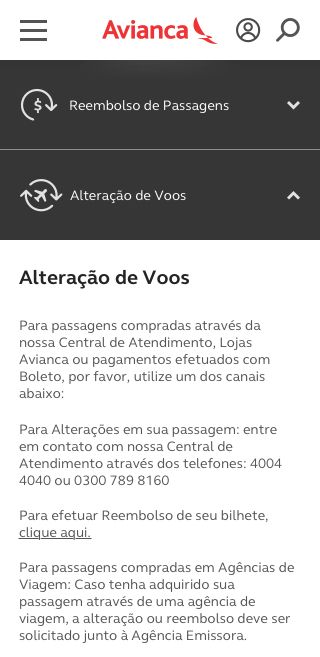 Avianca
Reembolso de Passagens
Alteração de Voos
Alteração de Voos
Para passagens compradas através da
nossa Central de Atendimento, Lojas
Avianca ou pagamentos efetuados com
Boleto, por favor, utilize um dos canais
abaixo:
Para Alterações em sua passagem: entre
em contato com nossa Central de
Atendimento através dos telefones: 4004
4040 ou 0300 789 8160
Para efetuar Reembolso de seu bilhete,
clique aqui.
Para passagens compradas em Agências de
Viagem: Caso tenha adquirido sua
passagem através de uma agência de
viagem, a alteração ou reembolso deve ser
solicitado junto à Agência Emissora.